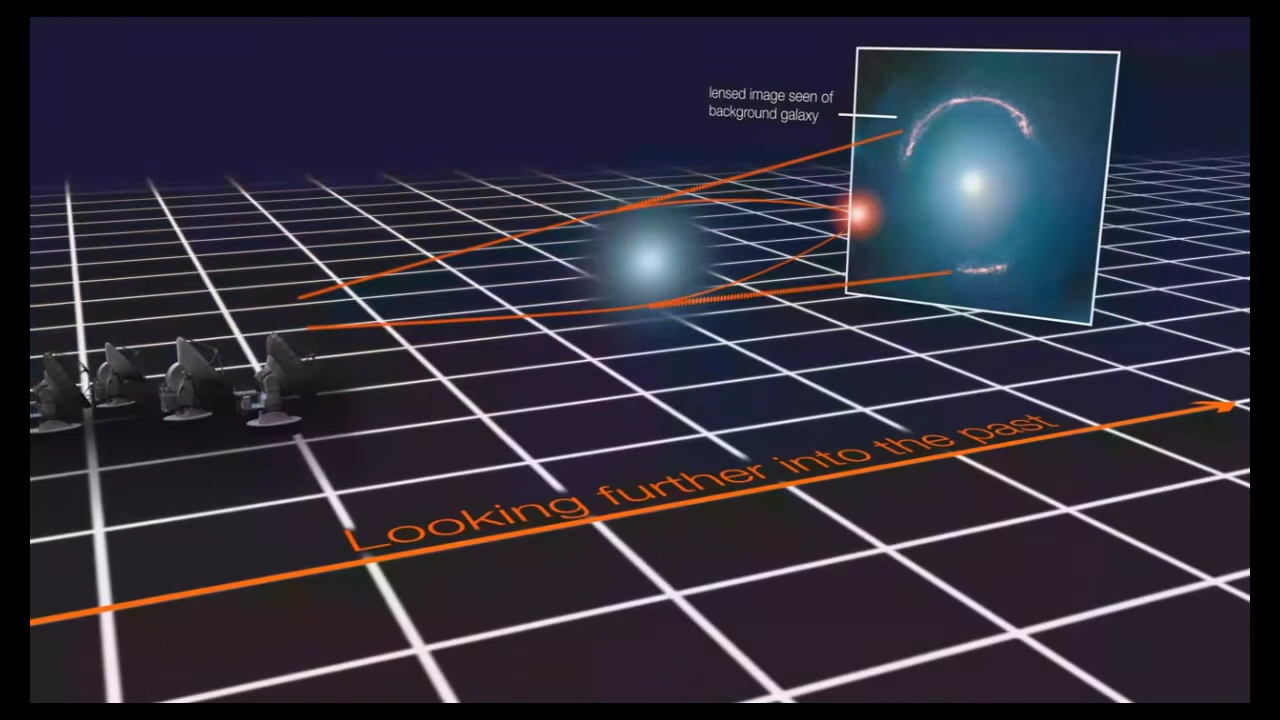 lensed image seen of
background galaxy
Looking further into the past